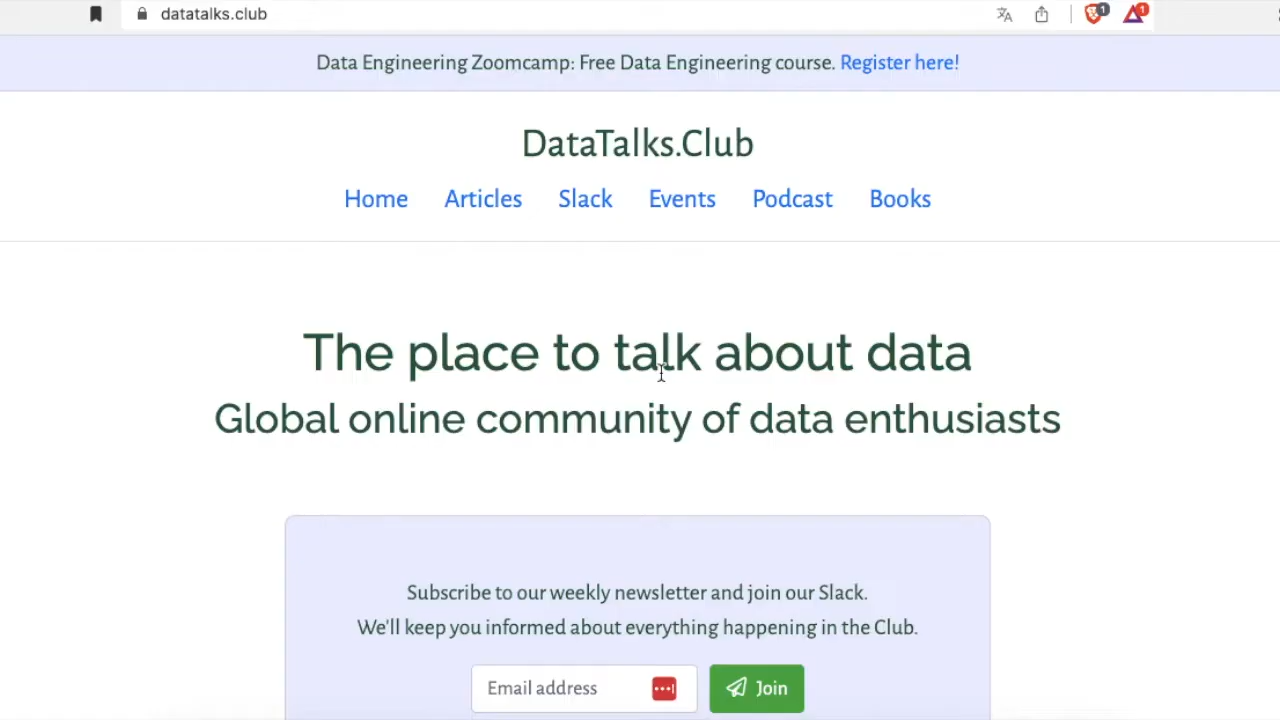 datatalks.club
1
1
Data Engineering Zoomcamp: Free Data Engineering course. Register here!
DataTalks.Club
Home Articles Slack Events Podcast Books
The place to talk about data
Global online community of data enthusiasts
Subscribe to our weekly newsletter and join our Slack.
We'll keep you informed about everything happening in the Club.
Email address
Join